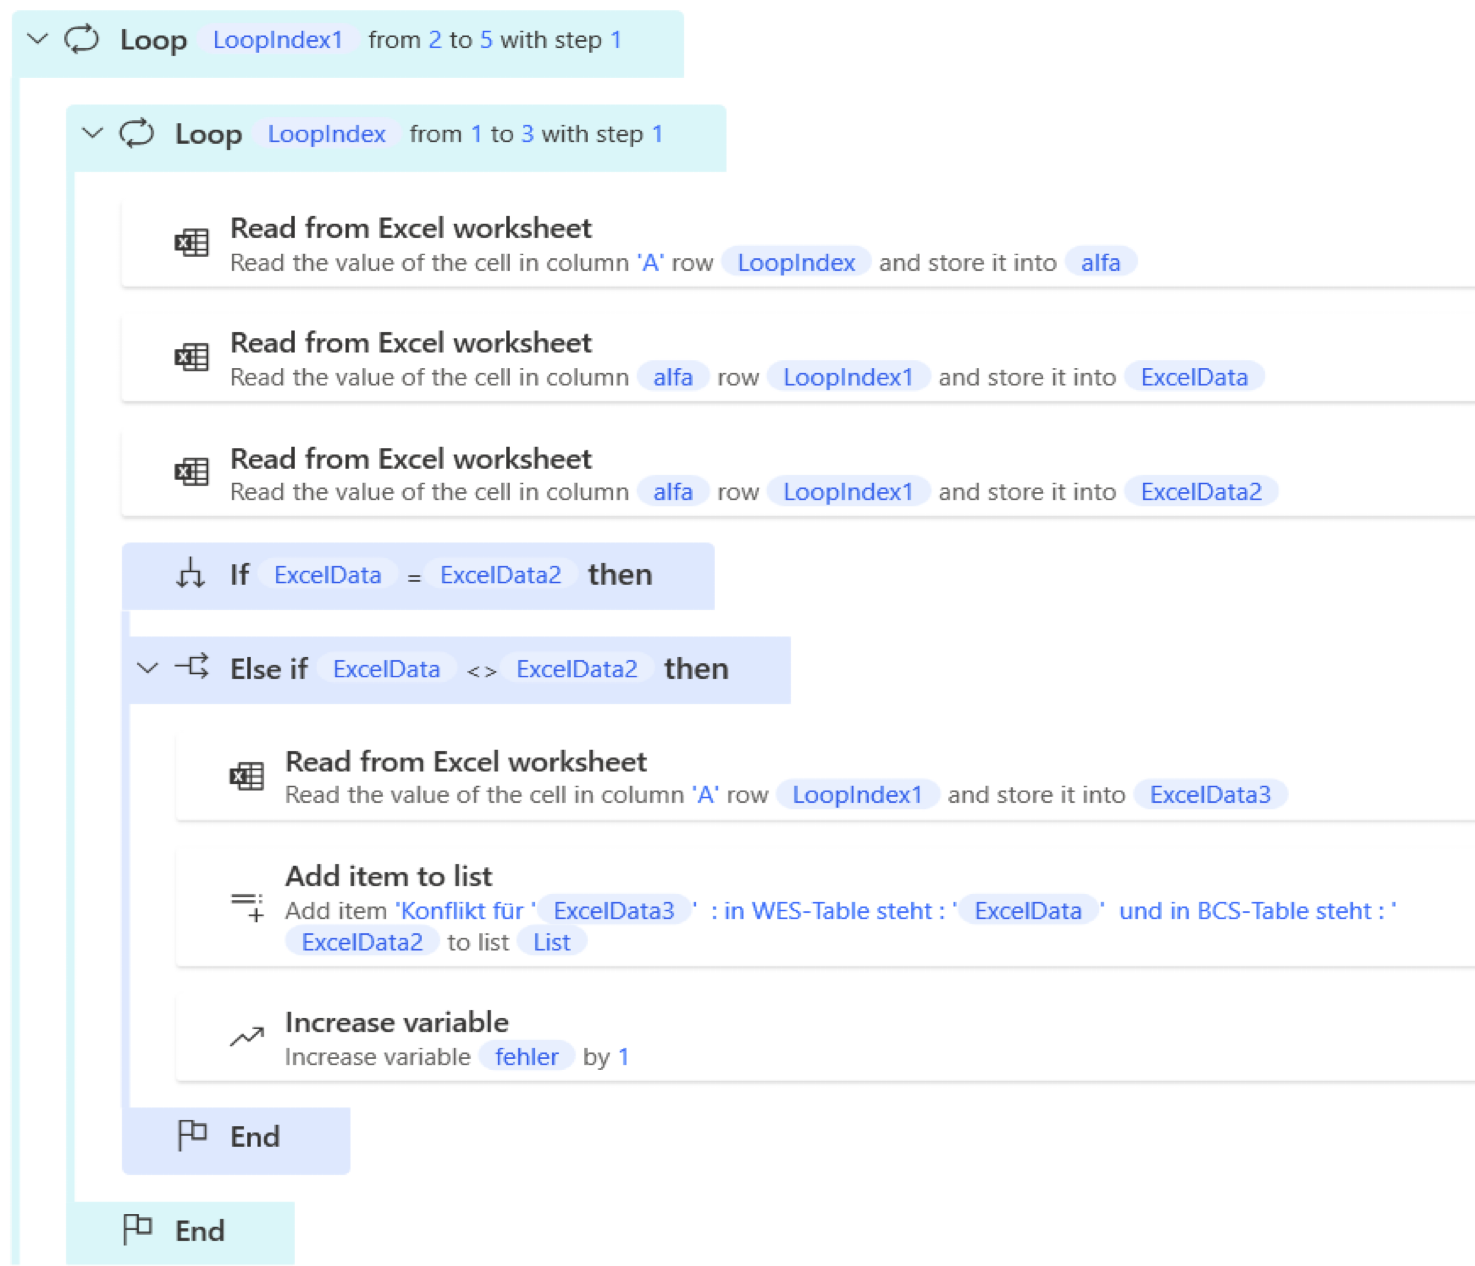 Loop LoopIndex1 from 2 to 5 with step 1
Loop LoopIndex from 1 to 3 with step 1
Read from Excel worksheet
Read the value of the cell in column 'A' row LoopIndex and store it into alfa
Read from Excel worksheet
Read the value of the cell in column alfa row LoopIndex1 and store it into ExcelData
Read from Excel worksheet
Read the value of the cell in column alfa row LoopIndex1 and store it into ExcelData2
If ExcelData = ExcelData2 then
Else if ExcelData <> ExcelData2 then
Read from Excel worksheet
Read the value of the cell in column 'A' row LoopIndex1 and store it into ExcelData3
Add item to list
Add item 'Konflikt für ' ExcelData3 ' : in WES-Table steht : ' ExcelData ' und in BCS-Table steht : '
ExcelData2 to list List
Increase variable
Increase variable fehler by 1
End
End